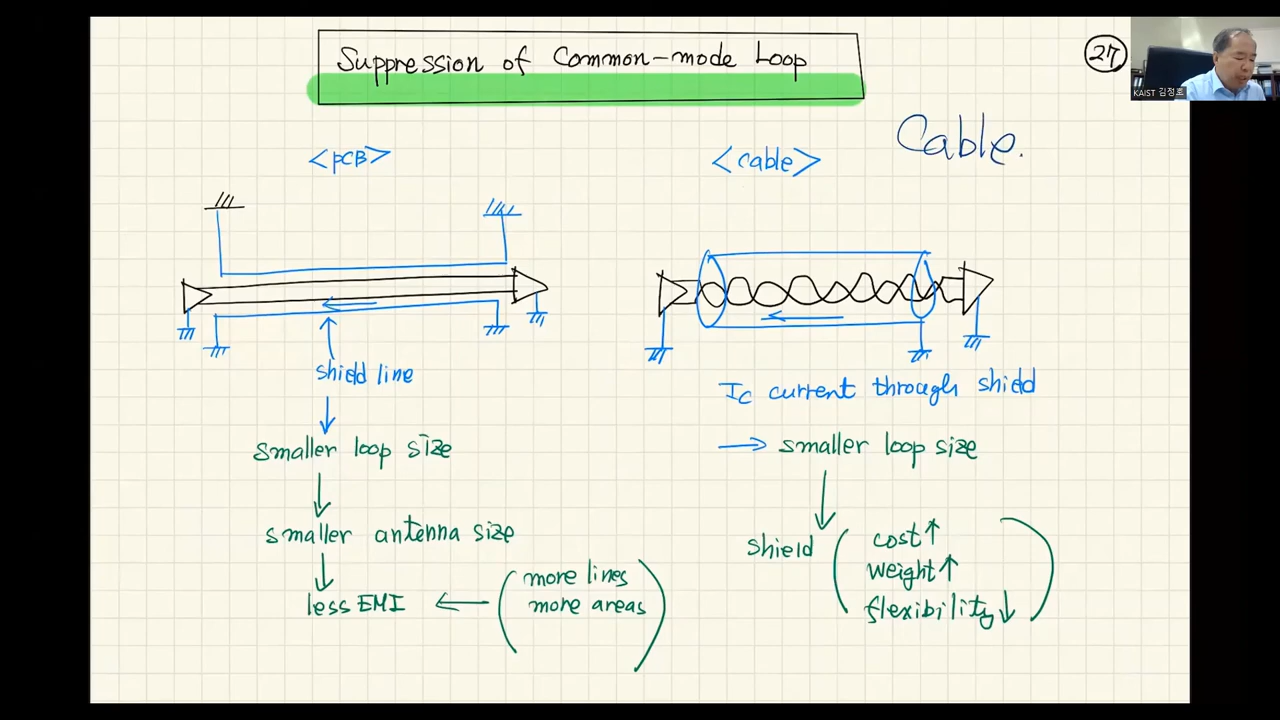 Suppression of Common-mode Loop
27
KAIST 김정호
Cable.
<PCB>
<cable>
shield line
smaller loop size
smaller antenna size
less EMI
more lines
more areas
Ic current through shield
→ smaller loop size
shield
cost↑
weight↑
flexibility↓